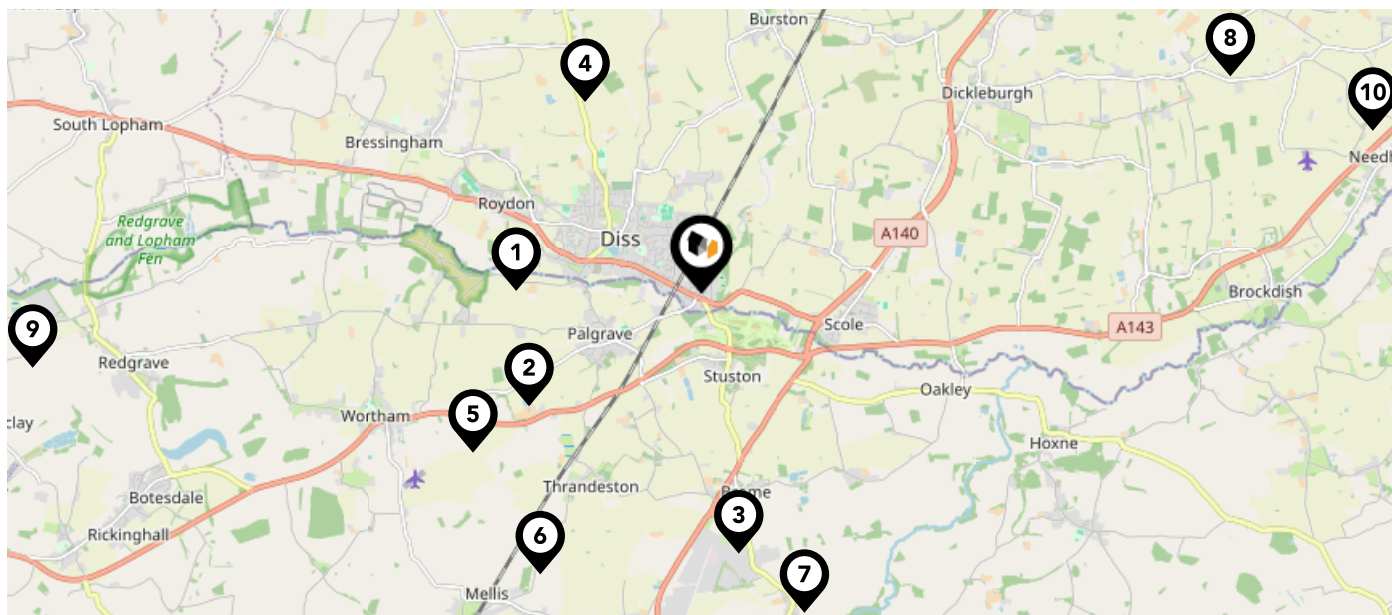 Burston
8
4
10
Dickleburgh
South Lopham
Bressingham
Needh
Roydon
Redgrave
and Lopham
Fen
A140
Diss
1
Brockdish
9
Scole
A143
Palgrave
Redgrave
2
Stuston
Oakley
5
Wortham
clay
Hoxne
Thrandeston
Botesdale
3
Rickinghall
6
7
Mellis